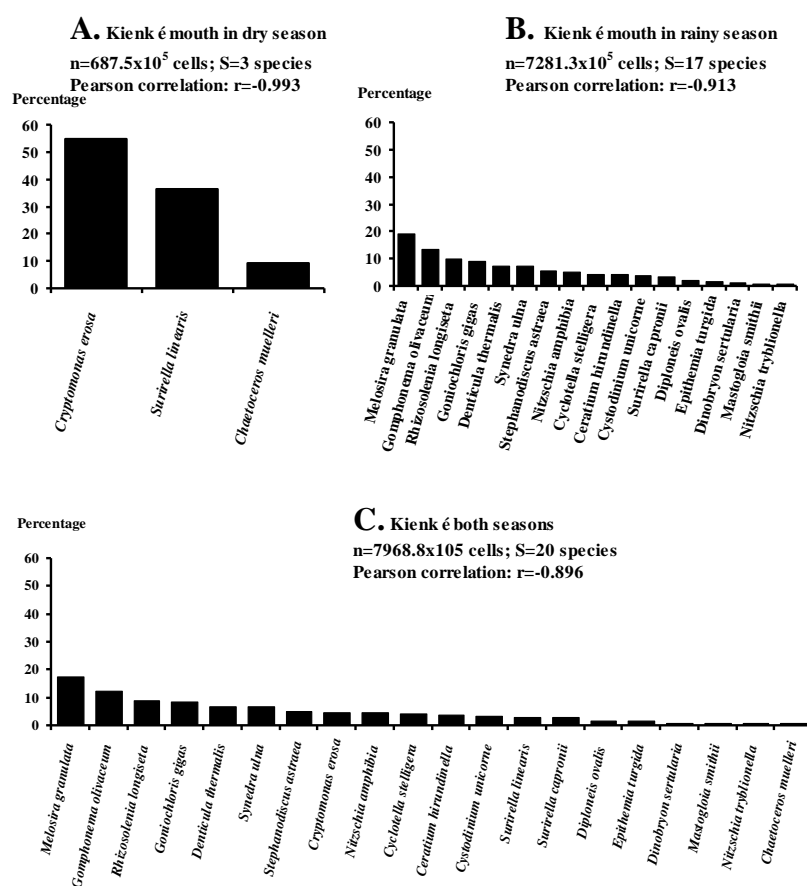 A. Kienk é mouth in dry season
n=687.5x10⁵ cells; S=3 species
Pearson correlation: r=-0.993
Percentage
60
50
40
30
20
10
0
Cryptomonas erosa
Surirella linearis
Chaetoceros muelleri
B. Kienk é mouth in rainy season
n=7281.3x10⁵ cells; S=17 species
Pearson correlation: r=-0.913
Percentage
60
50
40
30
20
10
0
Melosira granulata
Gomphonema olivaceum
Rhizosolenia longiseta
Goniochloris gigas
Denticula thermalis
Synedra ulna
Stephanodiscus astraea
Nitzschia amphibia
Cyclotella stelligera
Ceratium hirundinella
Cystodinium unicorne
Surirella capronii
Diploneis ovalis
Epithemia turgida
Dinobryon sertularia
Mastogloia smithii
Nitzschia tryblionella
C. Kienk é both seasons
n=7968.8x105 cells; S=20 species
Pearson correlation: r=-0.896
Percentage
60
50
40
30
20
10
0
Melosira granulata
Gomphonema olivaceum
Rhizosolenia longiseta
Goniochloris gigas
Denticula thermalis
Synedra ulna
Stephanodiscus astraea
Cryptomonas erosa
Nitzschia amphibia
Cyclotella stelligera
Ceratium hirundinella
Cystodinium unicorne
Surirella linearis
Surirella capronii
Diploneis ovalis
Epithemia turgida
Dinobryon sertularia
Mastogloia smithii
Nitzschia tryblionella
Chaetoceros muelleri